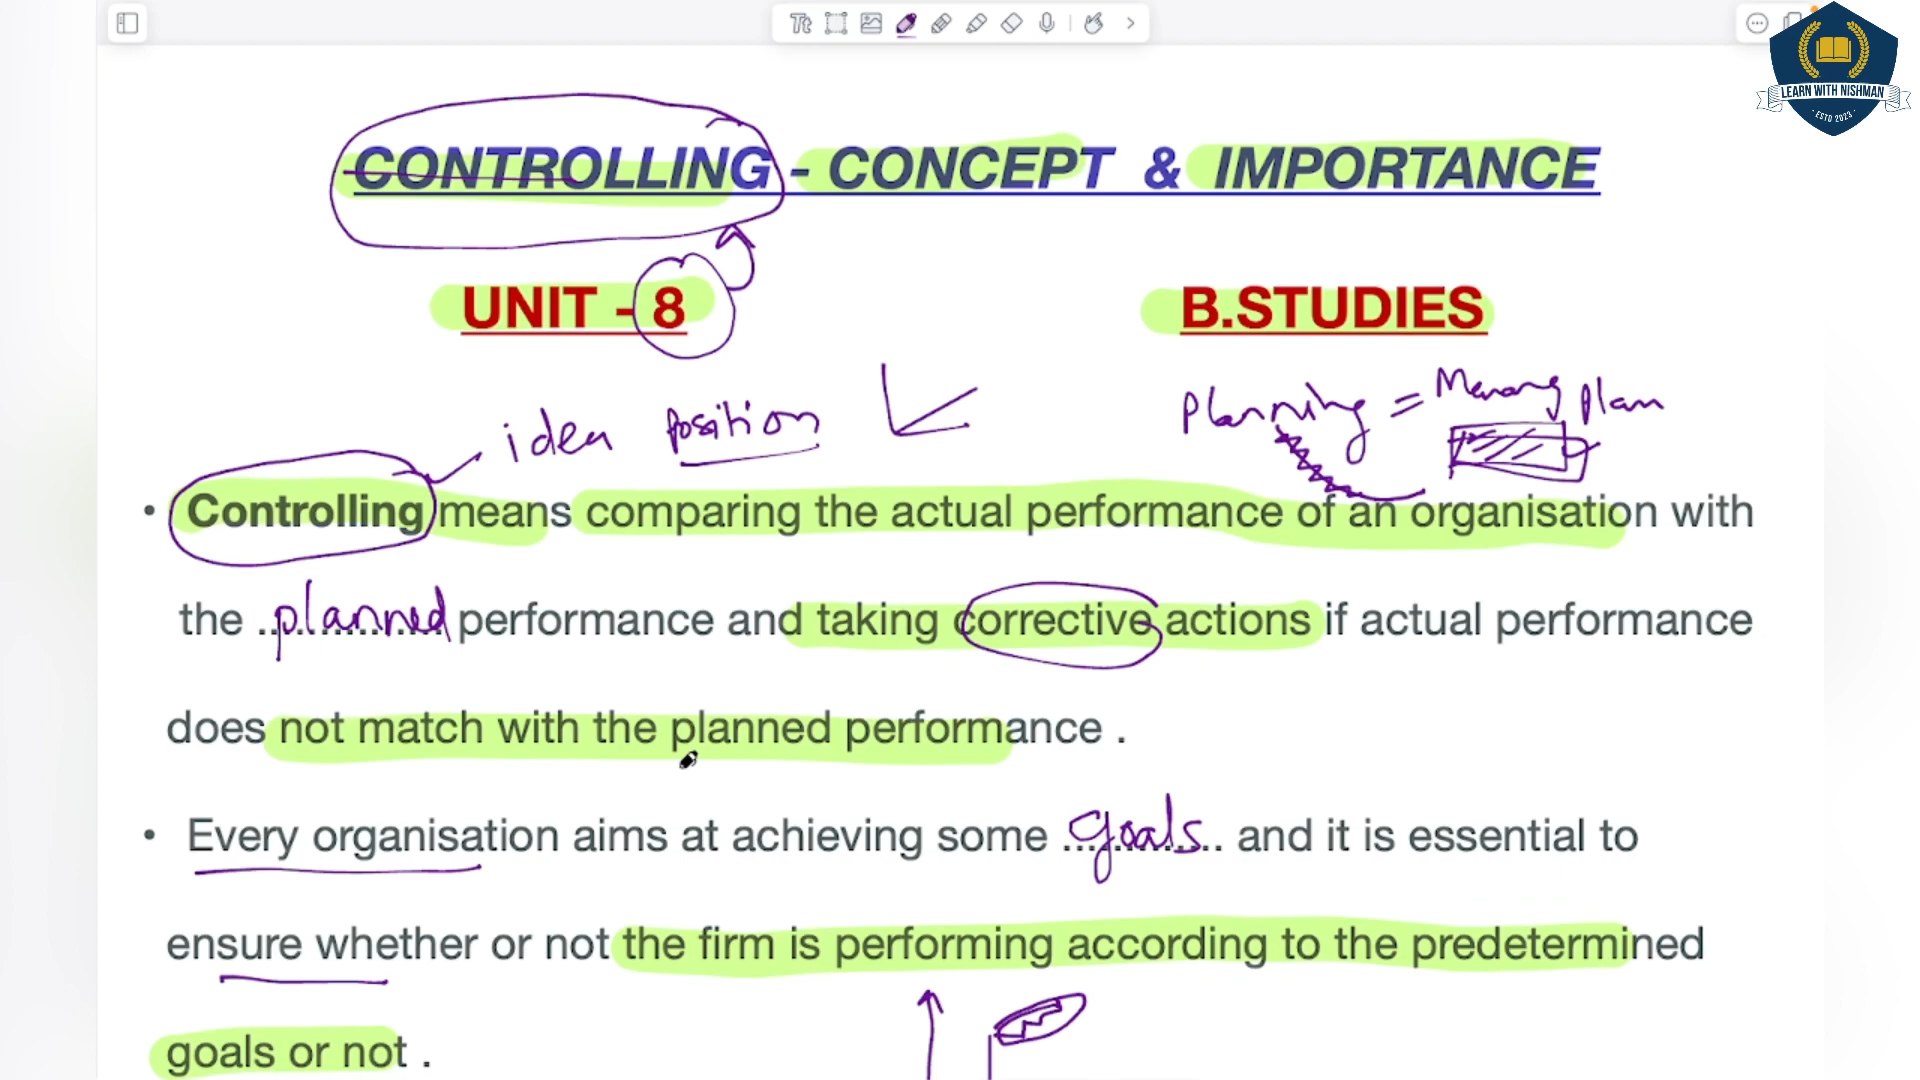 Tt
LEARN WITH NISHMAN
· ESTD 2023 ·
CONTROLLING - CONCEPT & IMPORTANCE
UNIT - 8 B.STUDIES
idea position Planning = plan
• Controlling means comparing the actual performance of an organisation with
the ..planned performance and taking corrective actions if actual performance
does not match with the planned performance .
• Every organisation aims at achieving some goals.. and it is essential to
ensure whether or not the firm is performing according to the predetermined
goals or not .